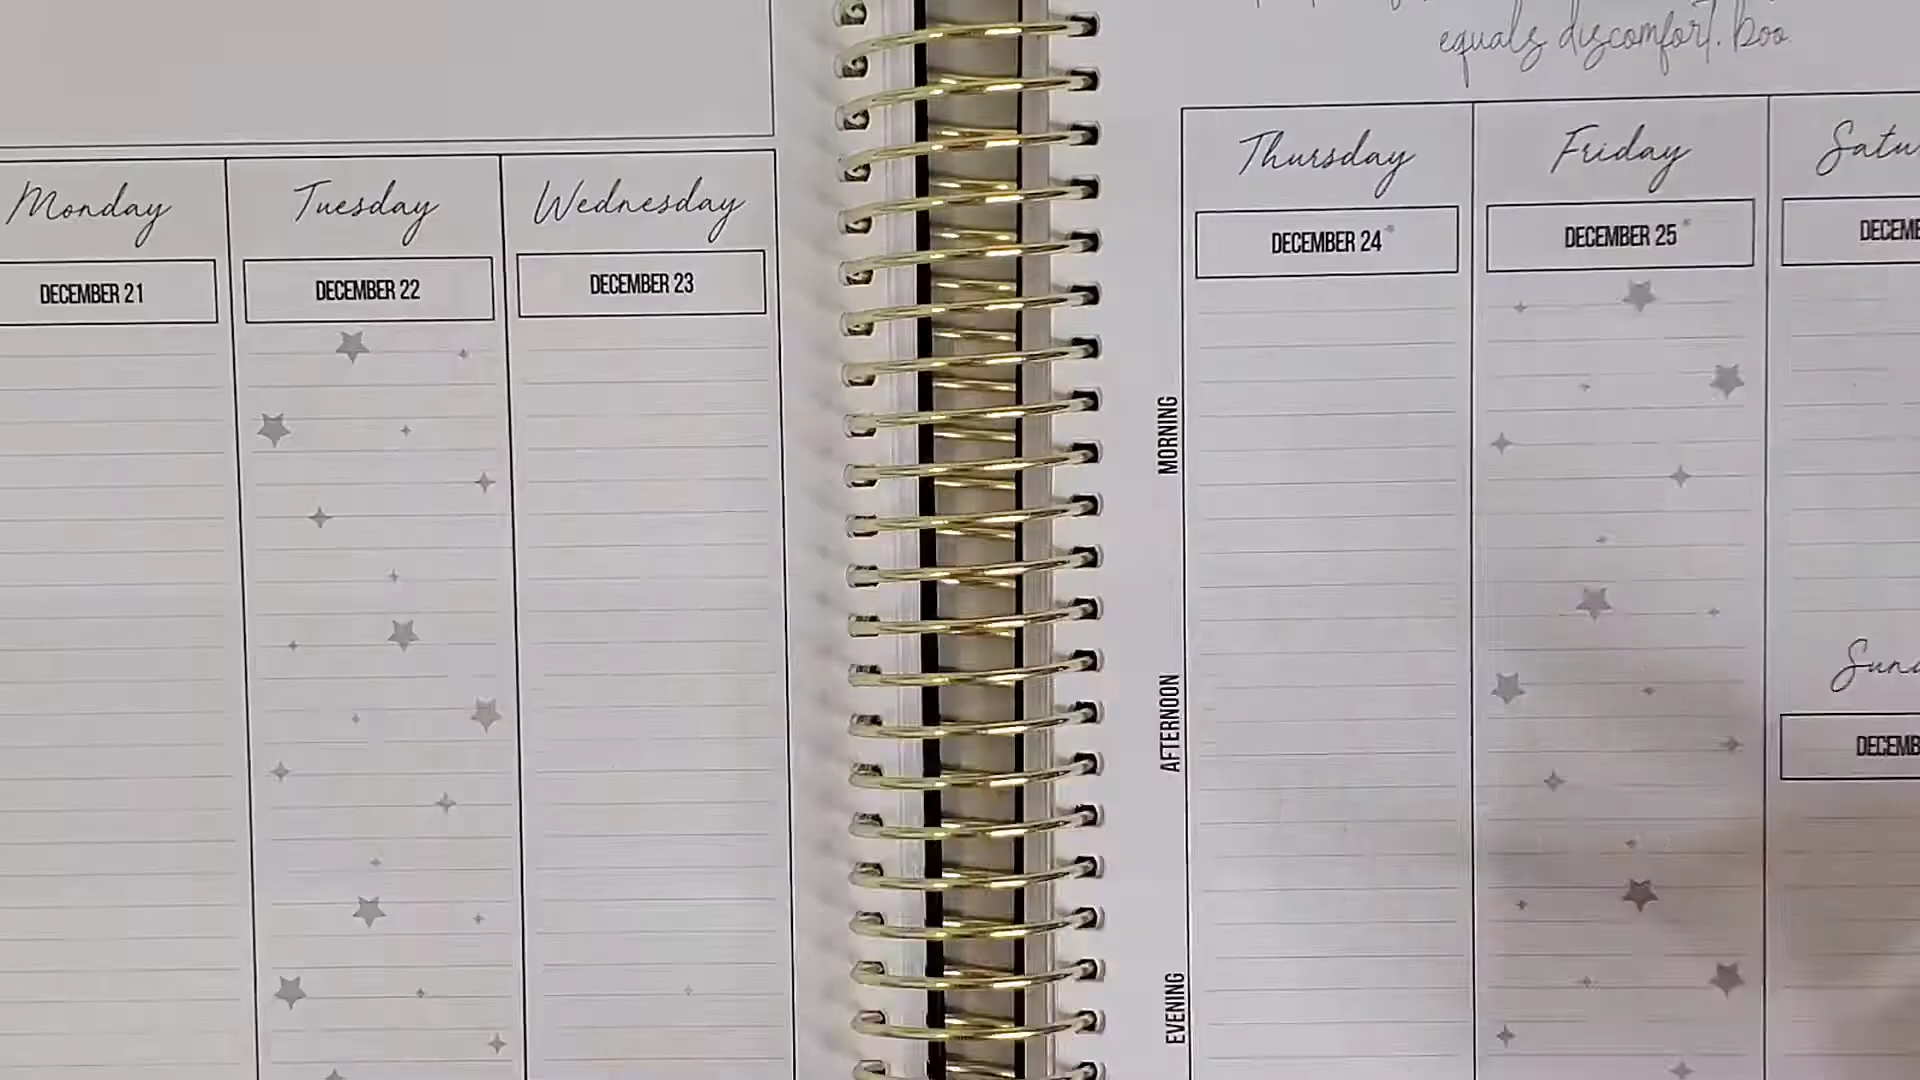 equals discomfort. boo
Monday
Tuesday
Wednesday
Thursday
Friday
DECEMBER 21
DECEMBER 22
DECEMBER 23
DECEMBER 24*
DECEMBER 25*
MORNING
AFTERNOON
EVENING